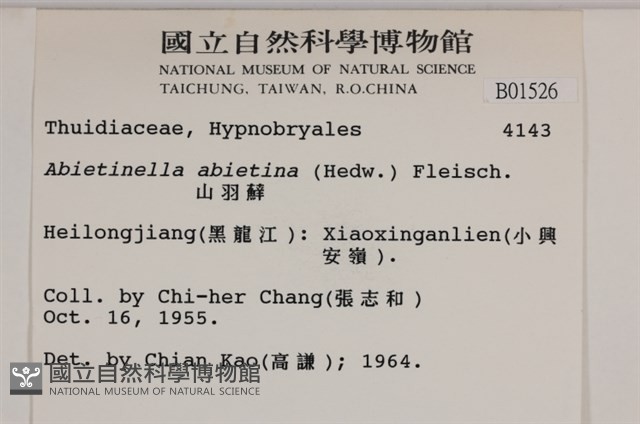 國立自然科學博物館
NATIONAL MUSEUM OF NATURAL SCIENCE
TAICHUNG, TAIWAN, R.O.CHINA
B01526
Thuidiaceae, Hypnobryales 4143
Abietinella abietina (Hedw.) Fleisch.
山羽蘚
Heilongjiang(黑龍江): Xiaoxinganlien(小興
安嶺).
Coll. by Chi-her Chang(張志和)
Oct. 16, 1955.
Det. by Chian Kao(高謙); 1964.
國立自然科學博物館
NATIONAL MUSEUM OF NATURAL SCIENCE